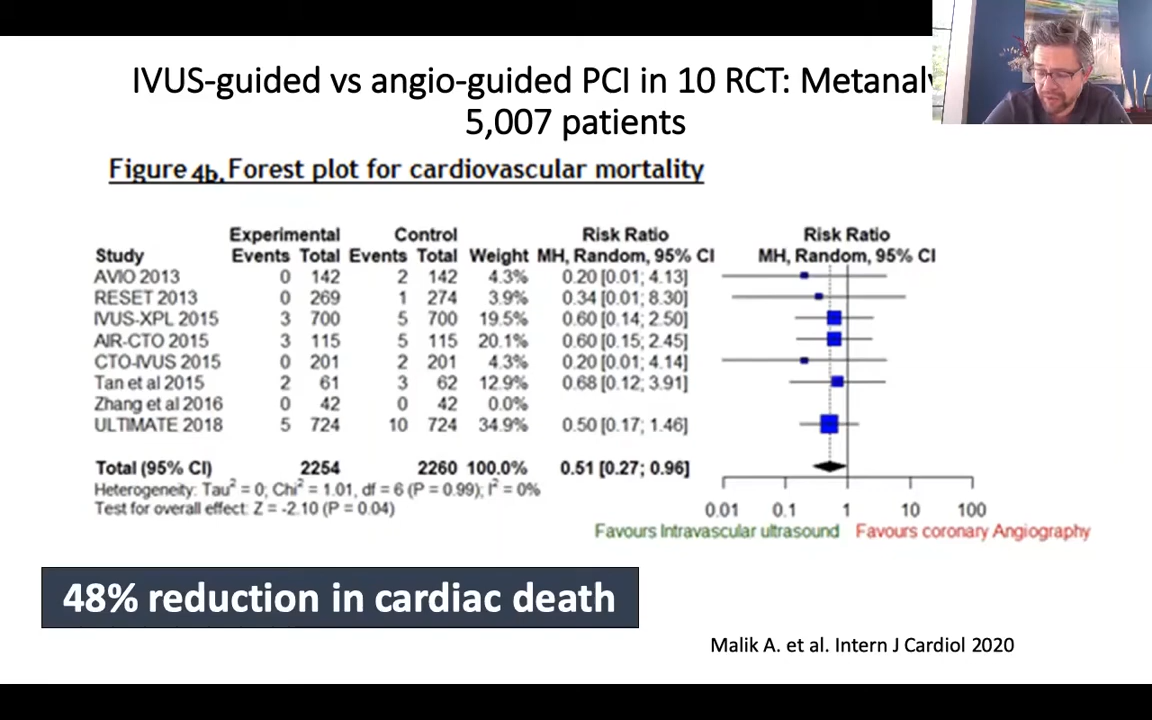 IVUS-guided vs angio-guided PCI in 10 RCT: Metanaly
5,007 patients
Figure 4b. Forest plot for cardiovascular mortality
Experimental Control Risk Ratio Risk Ratio
Study Events Total Events Total Weight MH, Random, 95% CI MH, Random, 95% CI
AVIO 2013 0 142 2 142 4.3% 0.20 [0.01; 4.13]
RESET 2013 0 269 1 274 3.9% 0.34 [0.01; 8.30]
IVUS-XPL 2015 3 700 5 700 19.5% 0.60 [0.14; 2.50]
AIR-CTO 2015 3 115 5 115 20.1% 0.60 [0.15; 2.45]
CTO-IVUS 2015 0 201 2 201 4.3% 0.20 [0.01; 4.14]
Tan et al 2015 2 61 3 62 12.9% 0.68 [0.12; 3.91]
Zhang et al 2016 0 42 0 42 0.0%
ULTIMATE 2018 5 724 10 724 34.9% 0.50 [0.17; 1.46]
Total (95% CI) 2254 2260 100.0% 0.51 [0.27; 0.96]
Heterogeneity: Tau² = 0; Chi² = 1.01, df = 6 (P = 0.99); I² = 0%
Test for overall effect: Z = -2.10 (P = 0.04)
0.01 0.1 1 10 100
Favours Intravascular ultrasound Favours coronary Angiography
48% reduction in cardiac death
Malik A. et al. Intern J Cardiol 2020